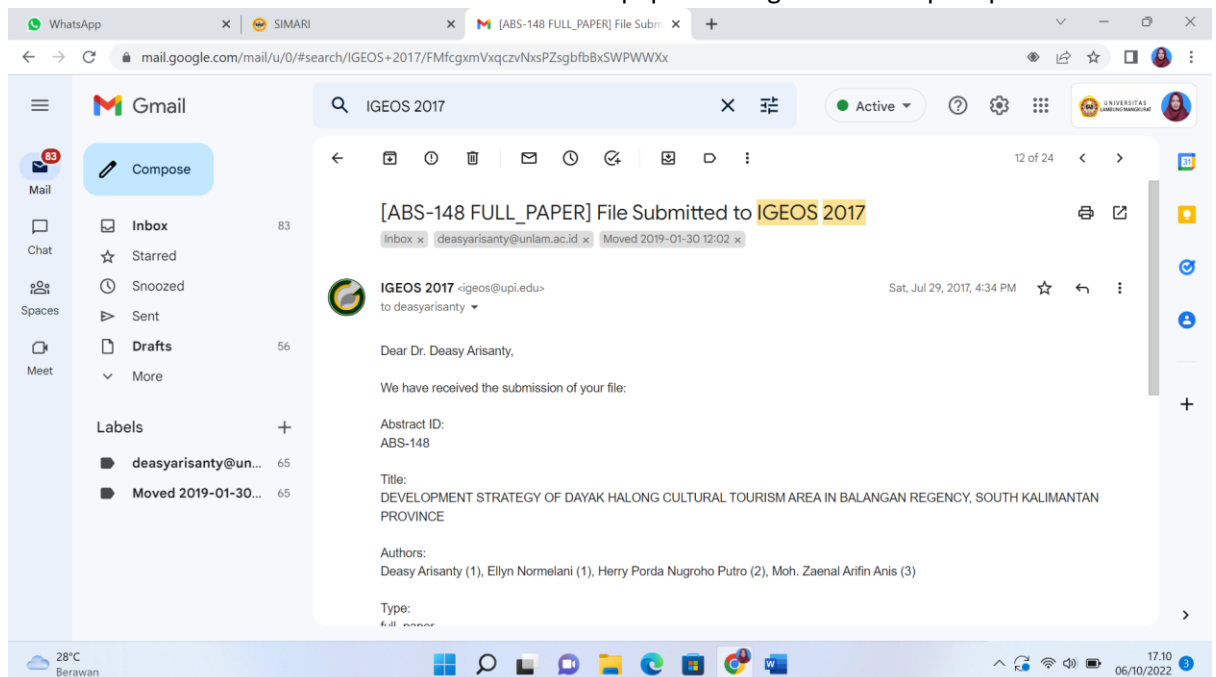 WhatsApp
SIMARI
[ABS-148 FULL_PAPER] File Subm
mail.google.com/mail/u/0/#search/IGEOS+2017/FMfcgxmVxqczvNxsPZsgbfbBxSWPWWXx
Gmail
IGEOS 2017
Active
UNIVERSITAS
LAMBUNG MANGKURAT
83
Mail
Chat
Spaces
Meet
Compose
Inbox 83
Starred
Snoozed
Sent
Drafts 56
More
Labels
deasyarisanty@un... 65
Moved 2019-01-30... 65
12 of 24
31
[ABS-148 FULL_PAPER] File Submitted to IGEOS 2017
Inbox x deasyarisanty@unlam.ac.id x Moved 2019-01-30 12:02 x
IGEOS 2017 <igeos@upi.edu> Sat, Jul 29, 2017, 4:34 PM
to deasyarisanty
Dear Dr. Deasy Arisanty,
We have received the submission of your file:
Abstract ID:
ABS-148
Title:
DEVELOPMENT STRATEGY OF DAYAK HALONG CULTURAL TOURISM AREA IN BALANGAN REGENCY, SOUTH KALIMANTAN
PROVINCE
Authors:
Deasy Arisanty (1), Ellyn Normelani (1), Herry Porda Nugroho Putro (2), Moh. Zaenal Arifin Anis (3)
Type:
full_paper
28°C
Berawan
17.10
06/10/2022
3